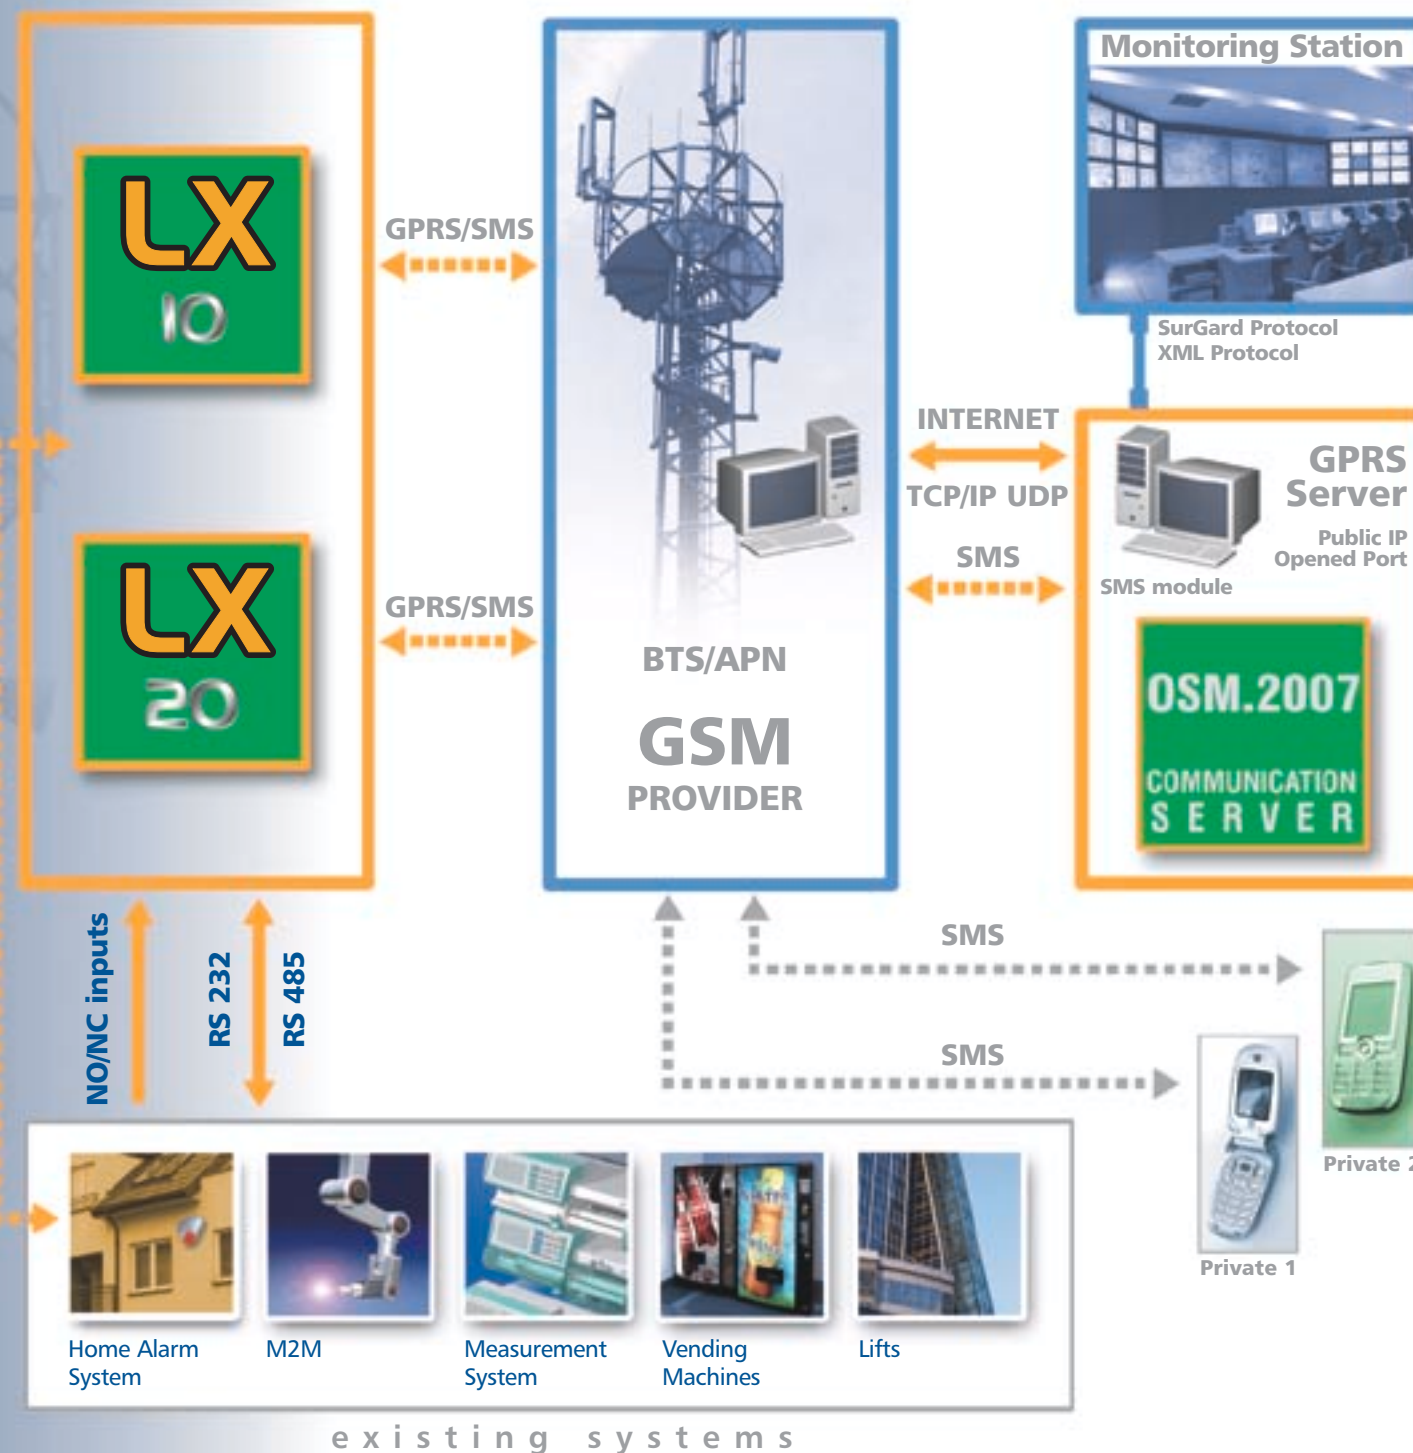 LX
10
GPRS/SMS
LX
20
GPRS/SMS
BTS/APN
GSM
PROVIDER
Monitoring Station
SurGard Protocol
XML Protocol
INTERNET
TCP/IP UDP
SMS
GPRS
Server
Public IP
Opened Port
SMS module
OSM.2007
COMMUNICATION
SERVER
NO/NC inputs
RS 232
RS 485
SMS
SMS
Private 2
Private 1
Home Alarm
System
M2M
Measurement
System
Vending
Machines
Lifts
existing systems